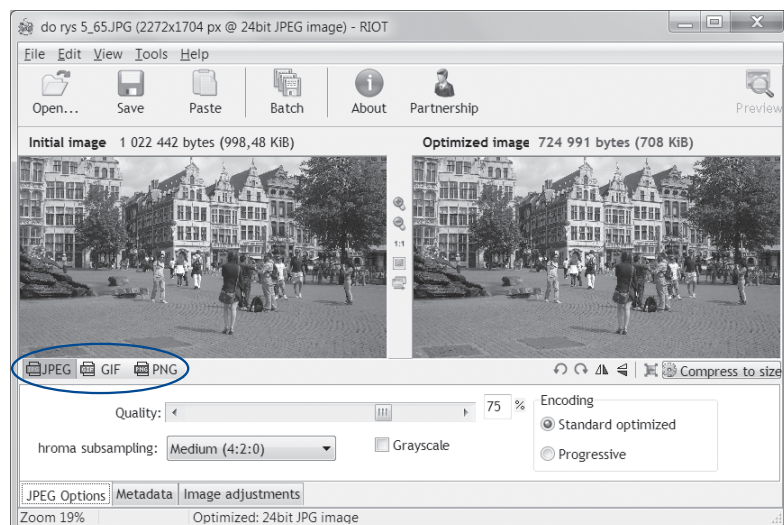 do rys 5_65.JPG (2272x1704 px @ 24bit JPEG image) - RIOT
File Edit View Tools Help
Open... Save Paste Batch About Partnership Preview
Initial image 1 022 442 bytes (998,48 KiB) Optimized image 724 991 bytes (708 KiB)
1:1
JPEG GIF PNG Compress to size
Quality: 75 % Encoding
Standard optimized
hroma subsampling: Medium (4:2:0) Grayscale
Progressive
JPEG Options Metadata Image adjustments
Zoom 19% Optimized: 24bit JPG image